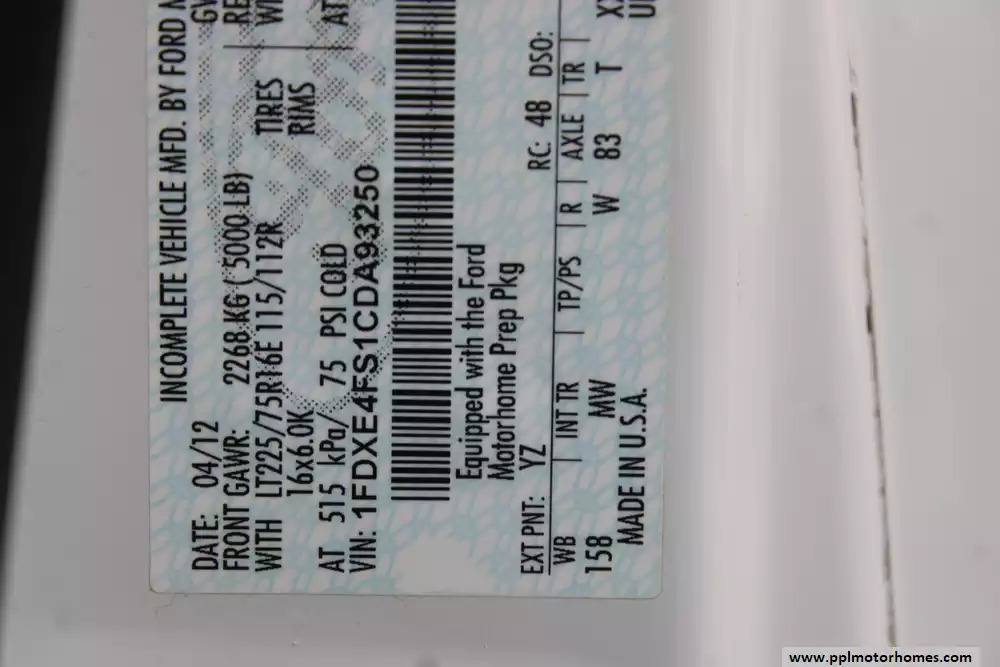 INCOMPLETE VEHICLE MFD. BY FORD
DATE: 04/12
FRONT GAWR: 2268 KG ( 5000 LB)
WITH LT225/75R16E 115/112R TIRES
16x6.0K RIMS
AT 515 kPa/ 75 PSI COLD AT
VIN: 1FDXE4FS1CDA93250
Equipped with the Ford
Motorhome Prep Pkg
RC: 48 DSO:
EXT PNT: YZ
WB | INT TR | TP/PS | R | AXLE | TR |
158 MW W 83 T
MADE IN U.S.A.
www.pplmotorhomes.com